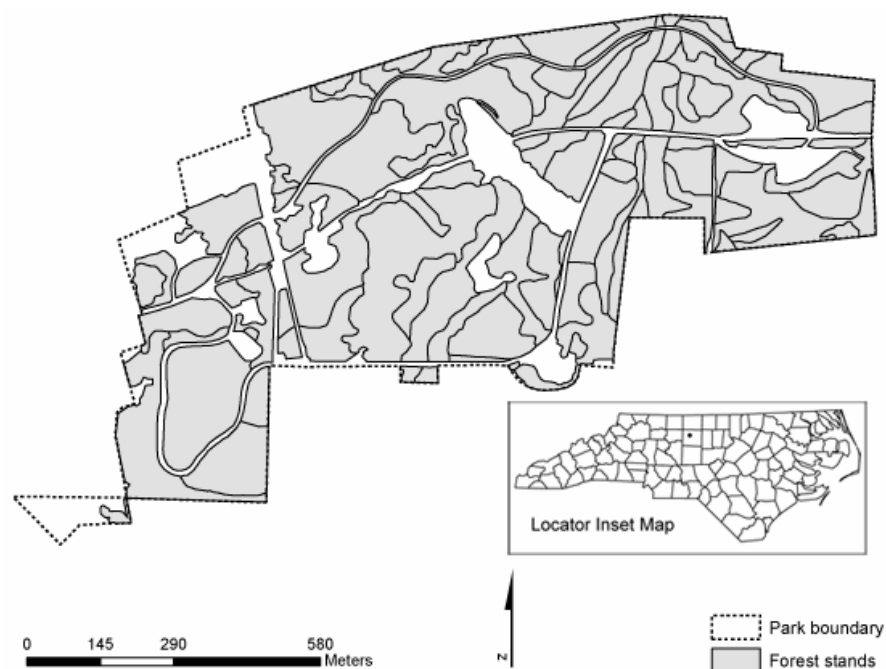 Locator Inset Map
0 145 290 580
Meters
N
Park boundary
Forest stands